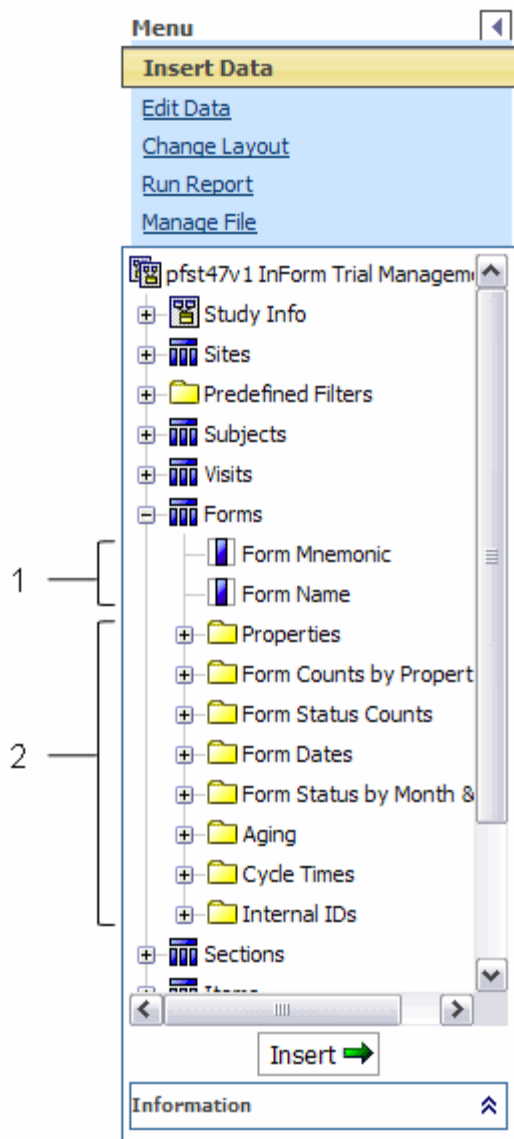 Menu
Insert Data
Edit Data
Change Layout
Run Report
Manage File
pfst47v1 InForm Trial Managem
Study Info
Sites
Predefined Filters
Subjects
Visits
Forms
1
Form Mnemonic
Form Name
2
Properties
Form Counts by Propert
Form Status Counts
Form Dates
Form Status by Month &
Aging
Cycle Times
Internal IDs
Sections
Items
Insert
Information